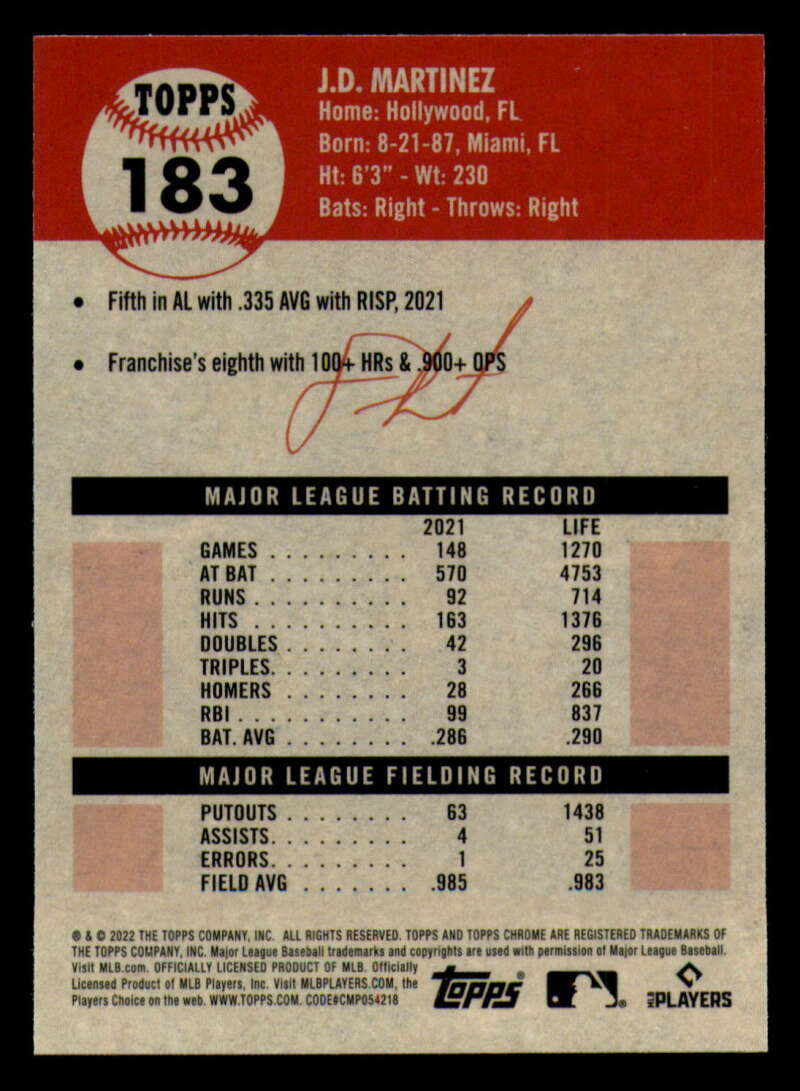 TOPPS
183
J.D. MARTINEZ
Home: Hollywood, FL
Born: 8-21-87, Miami, FL
Ht: 6'3" - Wt: 230
Bats: Right - Throws: Right
• Fifth in AL with .335 AVG with RISP, 2021
• Franchise's eighth with 100+ HRs & .900+ OPS
MAJOR LEAGUE BATTING RECORD
2021 LIFE
GAMES . . . . . . . . . 148 1270
AT BAT . . . . . . . . . 570 4753
RUNS . . . . . . . . . . 92 714
HITS . . . . . . . . . . 163 1376
DOUBLES . . . . . . . . 42 296
TRIPLES. . . . . . . . . 3 20
HOMERS . . . . . . . . 28 266
RBI . . . . . . . . . . . 99 837
BAT. AVG . . . . . . . . .286 .290
MAJOR LEAGUE FIELDING RECORD
PUTOUTS . . . . . . . . 63 1438
ASSISTS. . . . . . . . . 4 51
ERRORS. . . . . . . . . 1 25
FIELD AVG . . . . . . . .985 .983
® & © 2022 THE TOPPS COMPANY, INC. ALL RIGHTS RESERVED. TOPPS AND TOPPS CHROME ARE REGISTERED TRADEMARKS OF
THE TOPPS COMPANY, INC. Major League Baseball trademarks and copyrights are used with permission of Major League Baseball.
Visit MLB.com. OFFICIALLY LICENSED PRODUCT OF MLB. Officially
Licensed Product of MLB Players, Inc. Visit MLBPLAYERS.COM, the
Players Choice on the web. WWW.TOPPS.COM. CODE#CMP054218
Topps®
MLB PLAYERS